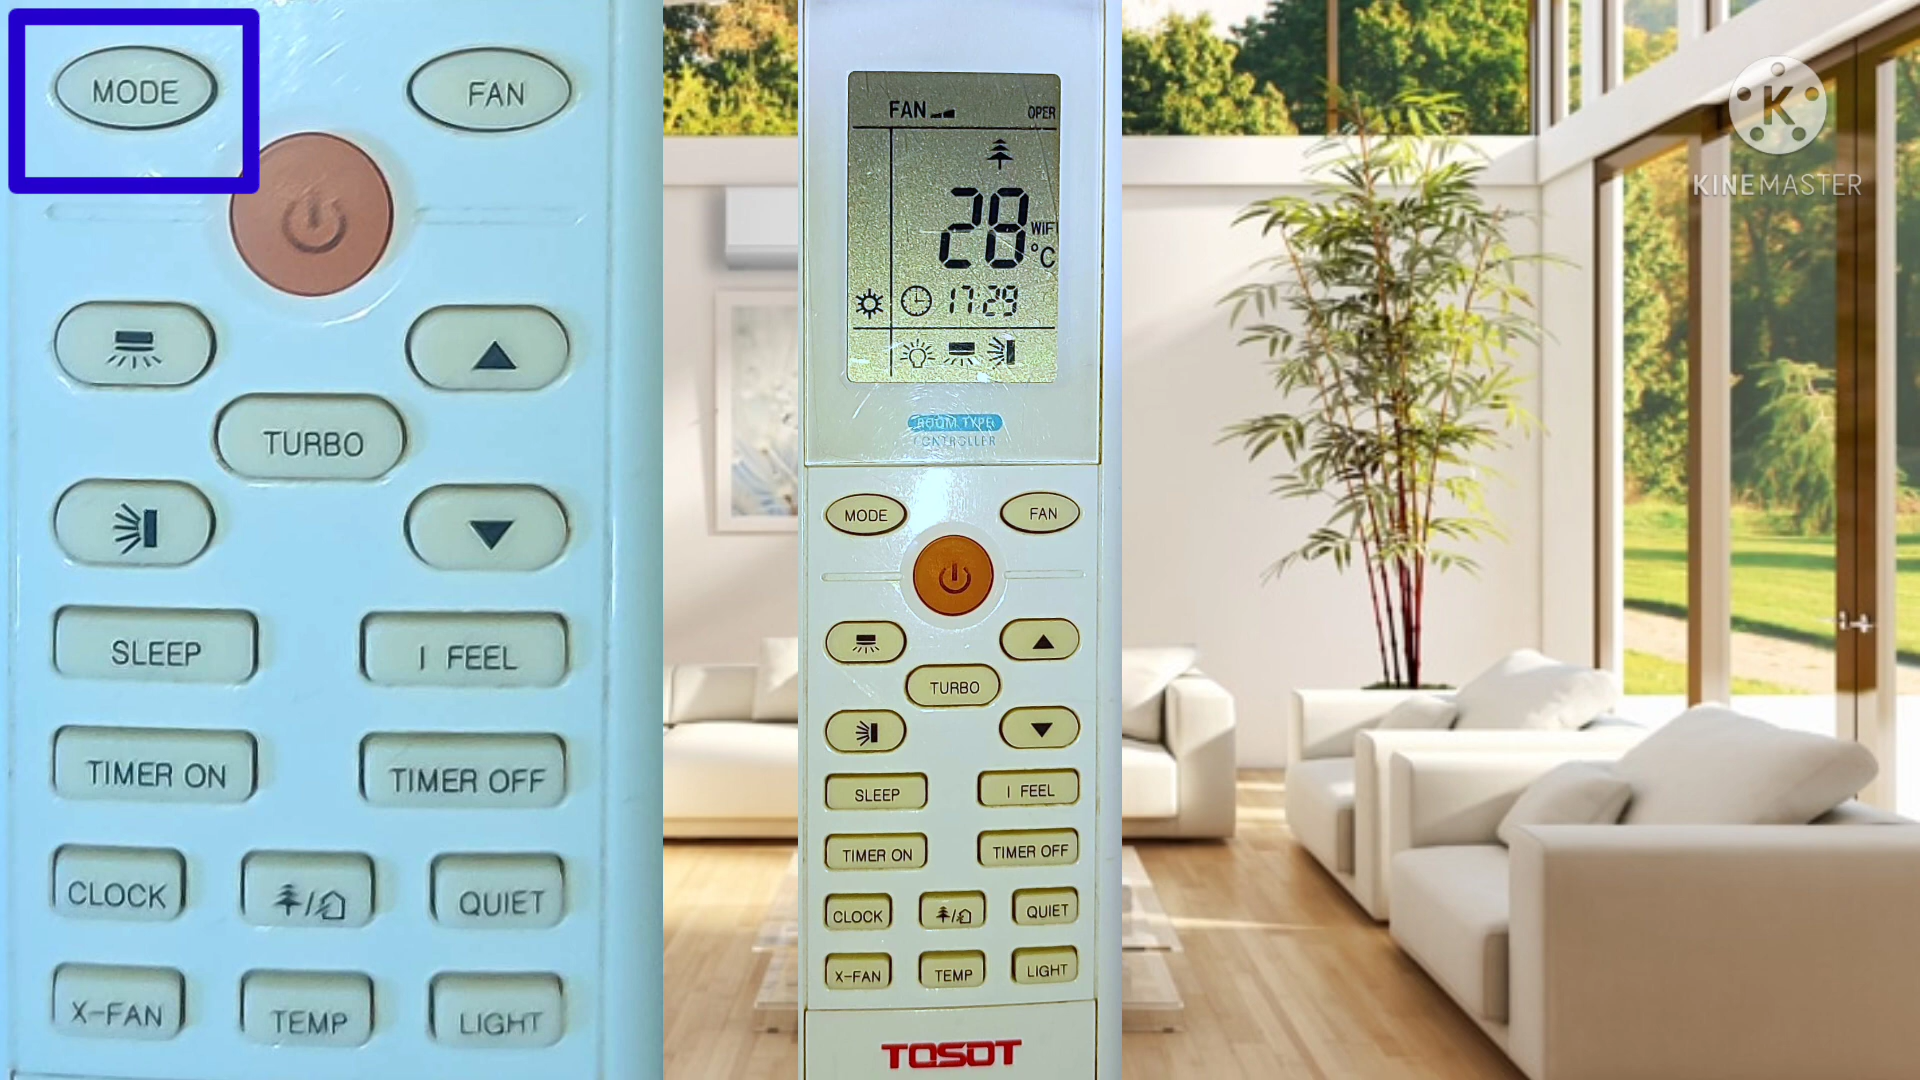 MODE
FAN
TURBO
SLEEP
I FEEL
TIMER ON
TIMER OFF
CLOCK
QUIET
X-FAN
TEMP
LIGHT
FAN
OPER
28
WIFI
°C
17:29
ROOM TYPE
CONTROLLER
MODE
FAN
TURBO
SLEEP
I FEEL
TIMER ON
TIMER OFF
CLOCK
QUIET
X-FAN
TEMP
LIGHT
TOSOT
K
KINEMASTER